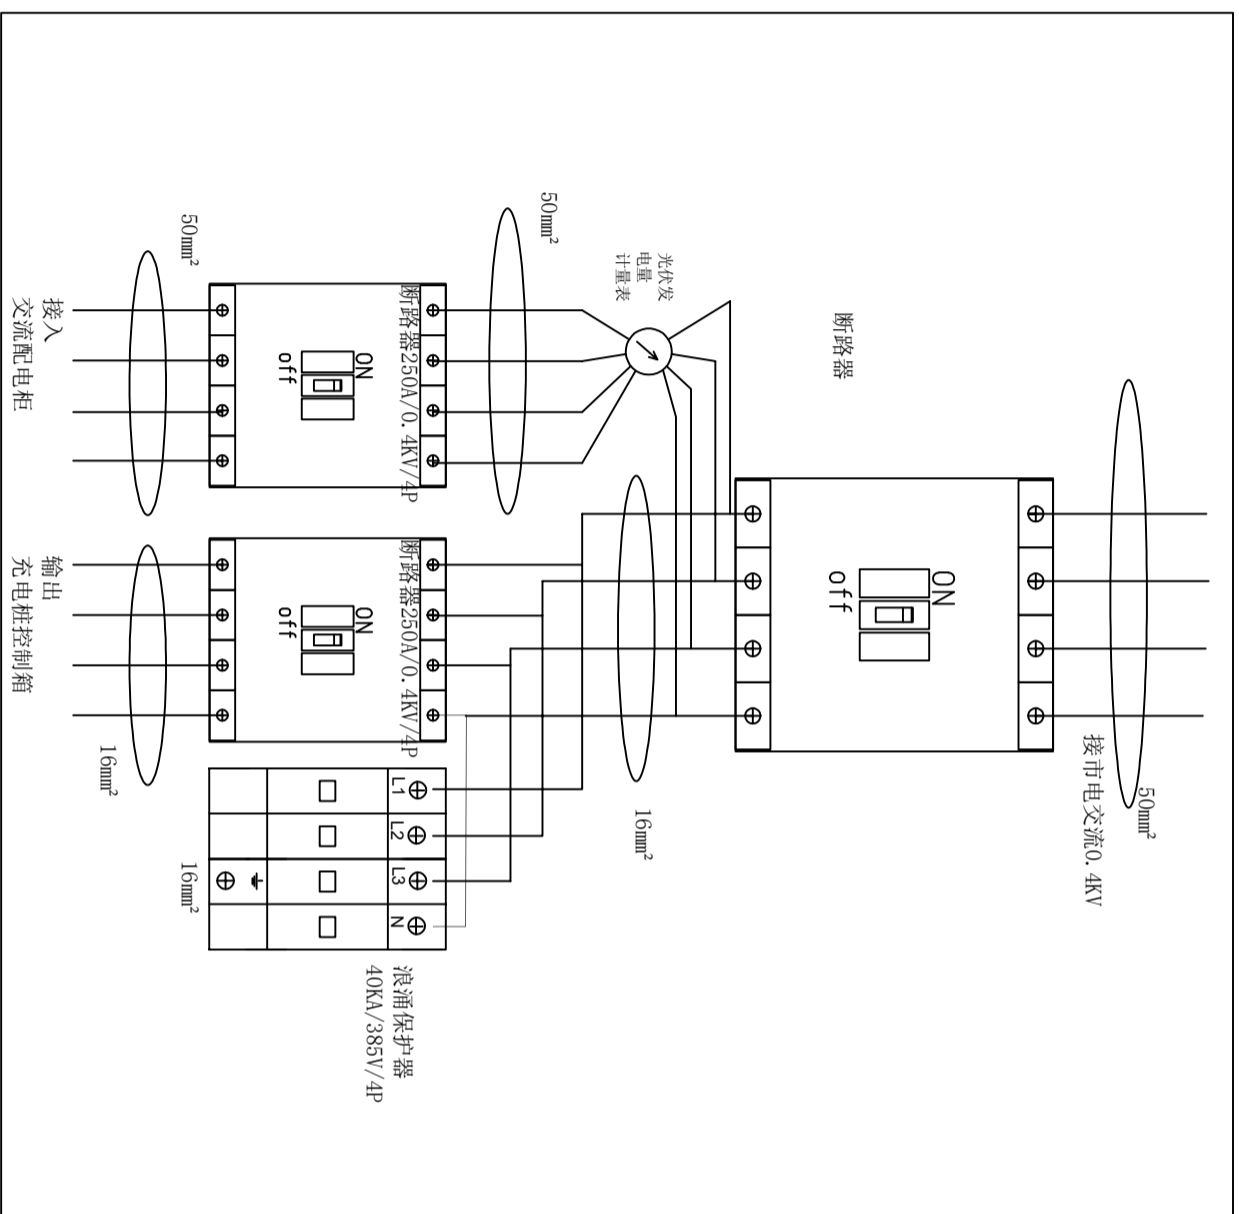 50mm²
接市电交流0.4KV
断路器
ON
off
光伏发
电量
计量表
50mm²
16mm²
断路器250A/0.4KV/4P
ON
off
50mm²
接入
交流配电柜
断路器250A/0.4KV/4P
ON
off
16mm²
输出
充电桩控制箱
L1
L2
L3
N
16mm²
浪涌保护器
40KA/385V/4P